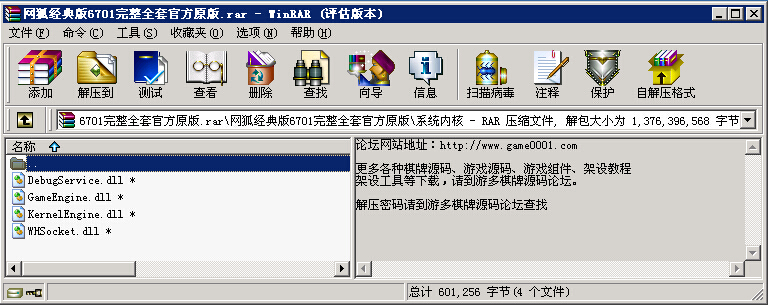 网狐经典版6701完整全套官方原版.rar - WinRAR (评估版本)
文件(F) 命令(C) 工具(S) 收藏夹(O) 选项(N) 帮助(H)
添加 解压到 测试 查看 删除 查找 向导 信息 扫描病毒 注释 保护 自解压格式
6701完整全套官方原版.rar\网狐经典版6701完整全套官方原版\系统内核 - RAR 压缩文件, 解包大小为 1,376,396,568 字节
名称
..
DebugService.dll *
GameEngine.dll *
KernelEngine.dll *
WHSocket.dll *
论坛网站地址：http://www.game0001.com
更多各种棋牌源码、游戏源码、游戏组件、架设教程
架设工具等下载,请到游多棋牌源码论坛。
解压密码请到游多棋牌源码论坛查找
总计 601,256 字节(4 个文件)